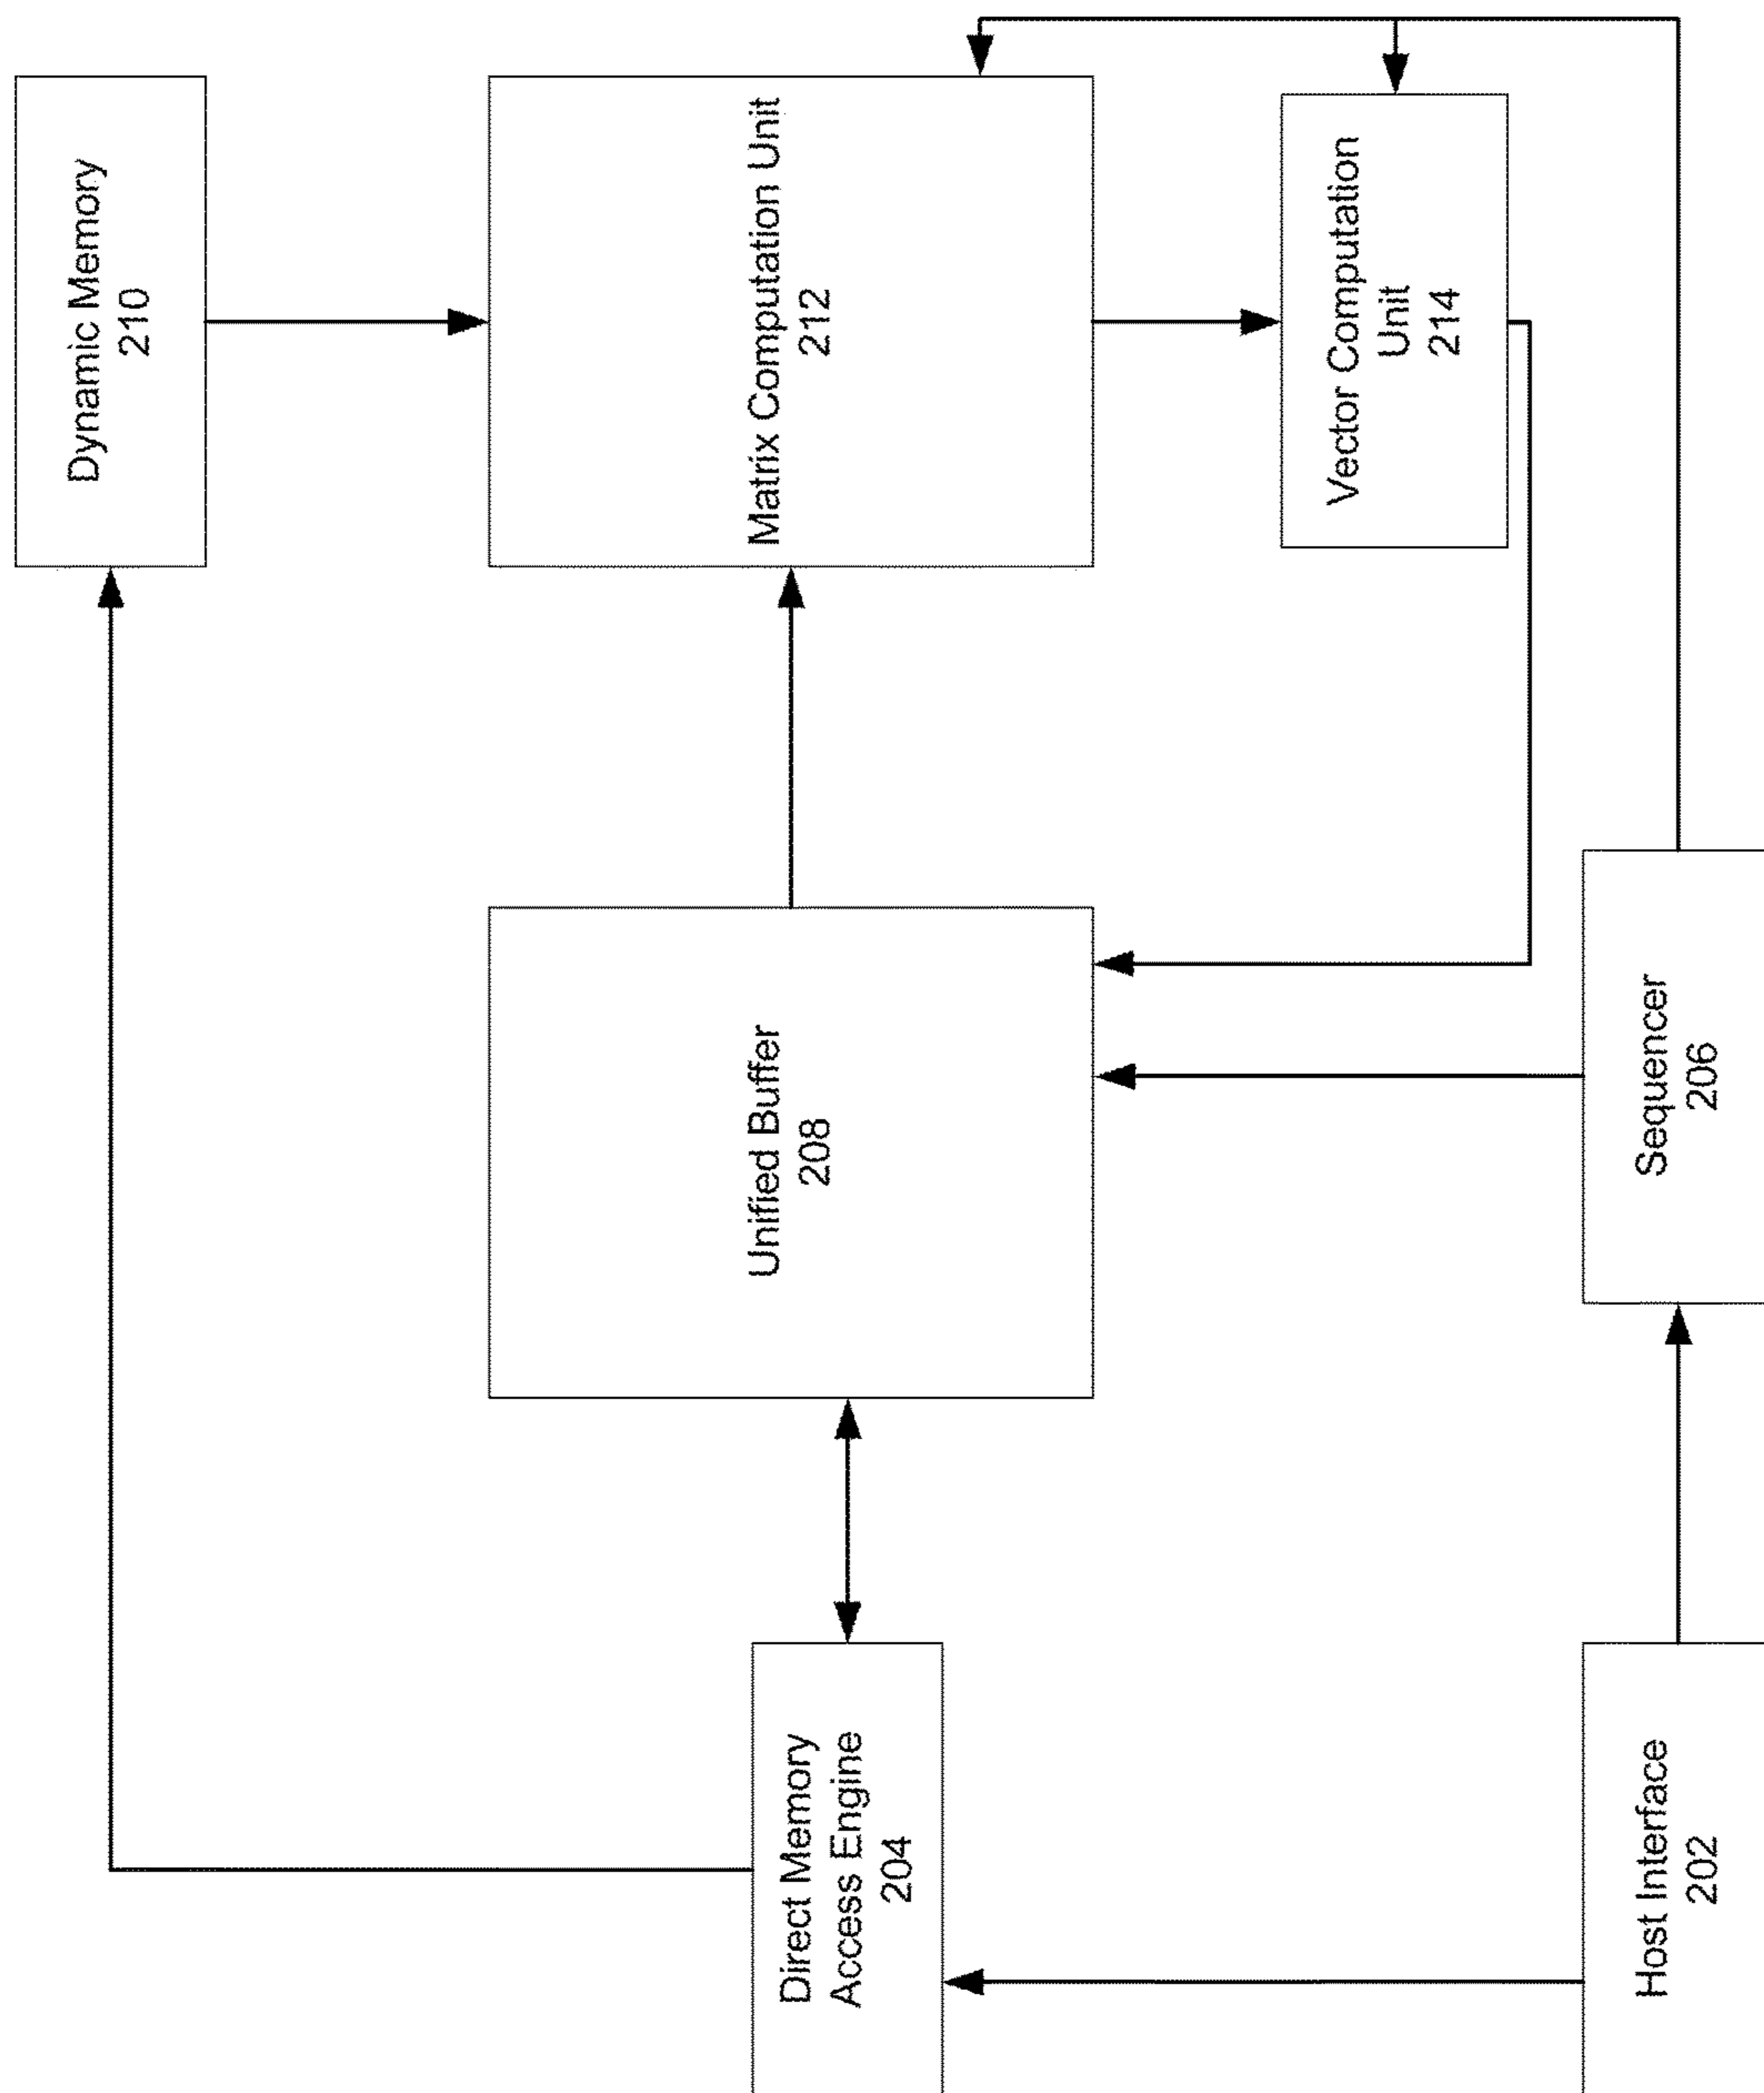 Host Interface
202
Direct Memory
Access Engine
204
Sequencer
206
Unified Buffer
208
Dynamic Memory
210
Matrix Computation Unit
212
Vector Computation
Unit
214